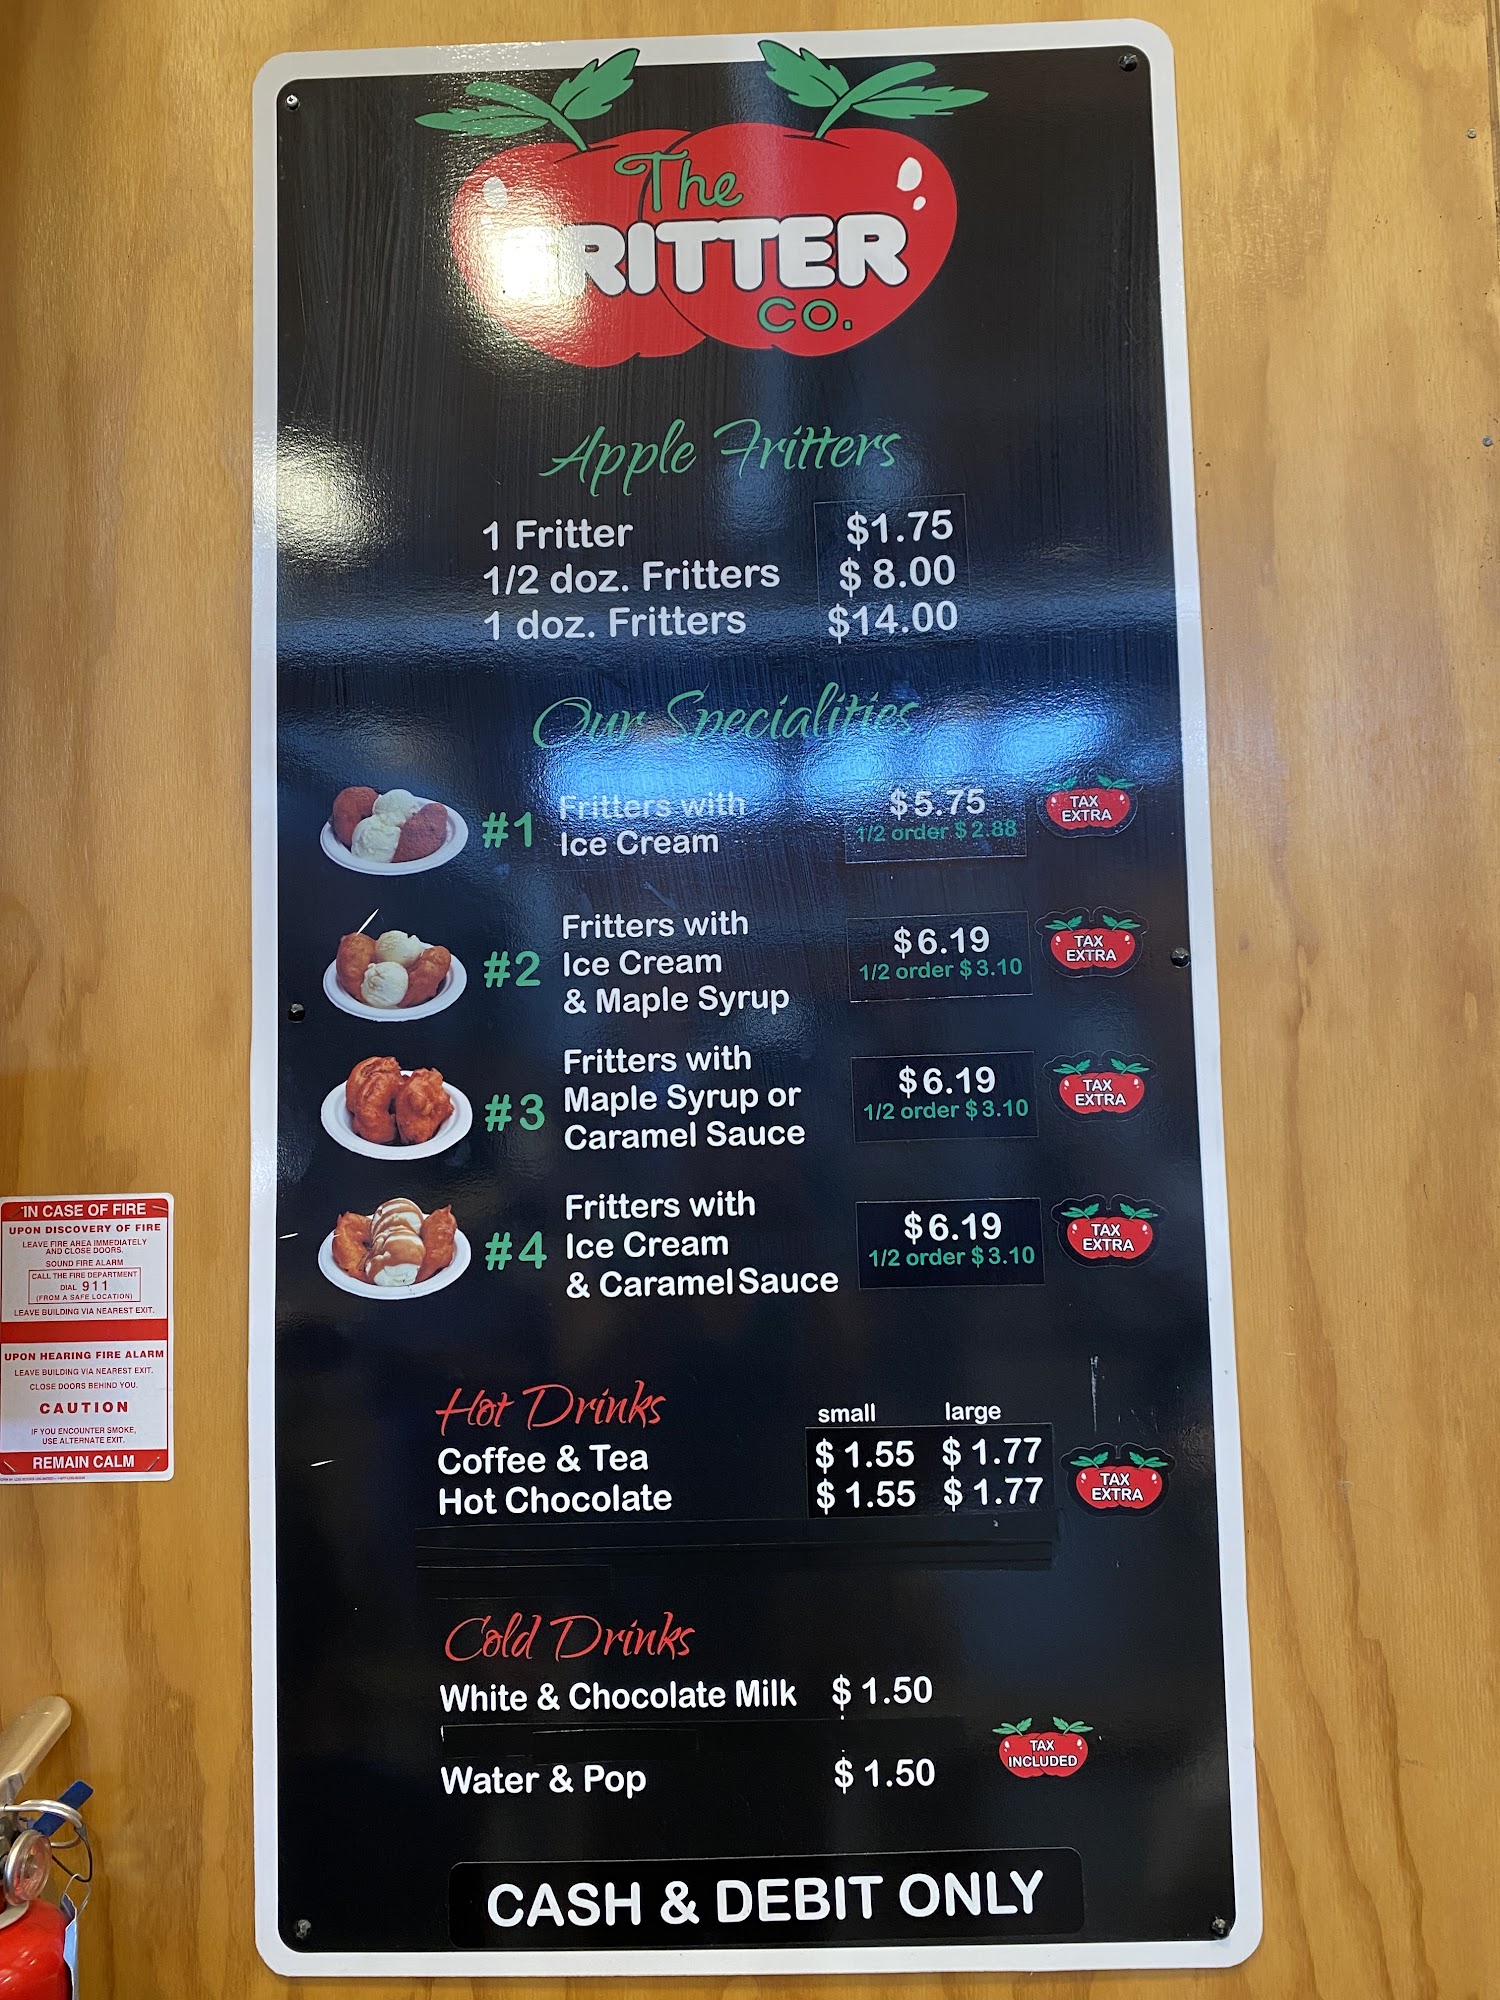 The
RITTER
CO.
Apple Fritters
1 Fritter $1.75
1/2 doz. Fritters $ 8.00
1 doz. Fritters $14.00
Our Specialities
#1 Fritters with
Ice Cream
$5.75
1/2 order $2.88
TAX
EXTRA
#2 Fritters with
Ice Cream
& Maple Syrup
$6.19
1/2 order $3.10
TAX
EXTRA
#3 Fritters with
Maple Syrup or
Caramel Sauce
$6.19
1/2 order $3.10
TAX
EXTRA
#4 Fritters with
Ice Cream
& Caramel Sauce
$6.19
1/2 order $3.10
TAX
EXTRA
Hot Drinks small large
Coffee & Tea $ 1.55 $ 1.77
Hot Chocolate $ 1.55 $ 1.77
TAX
EXTRA
Cold Drinks
White & Chocolate Milk $ 1.50
Water & Pop $ 1.50
TAX
INCLUDED
CASH & DEBIT ONLY
IN CASE OF FIRE
UPON DISCOVERY OF FIRE
LEAVE FIRE AREA IMMEDIATELY
AND CLOSE DOORS.
SOUND FIRE ALARM
CALL THE FIRE DEPARTMENT
DIAL 911
(FROM A SAFE LOCATION)
LEAVE BUILDING VIA NEAREST EXIT.
UPON HEARING FIRE ALARM
LEAVE BUILDING VIA NEAREST EXIT.
CLOSE DOORS BEHIND YOU.
CAUTION
IF YOU ENCOUNTER SMOKE,
USE ALTERNATE EXIT.
REMAIN CALM